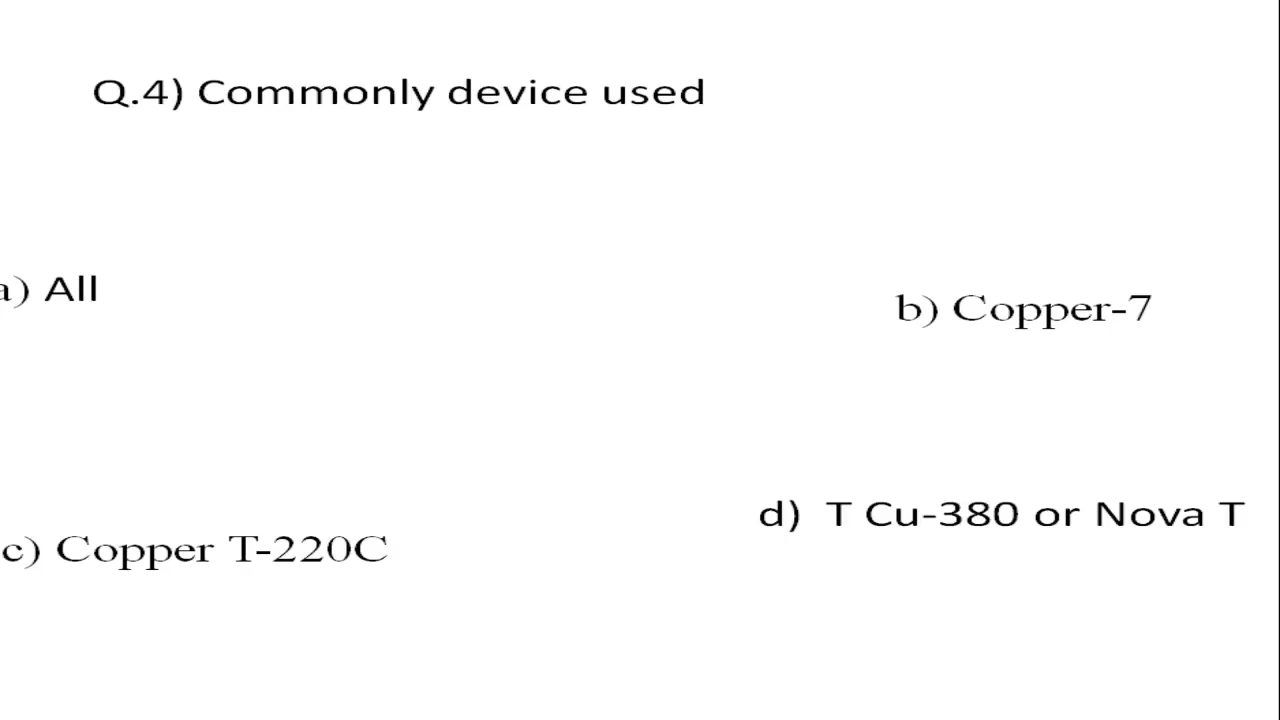 Q.4) Commonly device used
a) All
b) Copper-7
c) Copper T-220C
d) T Cu-380 or Nova T